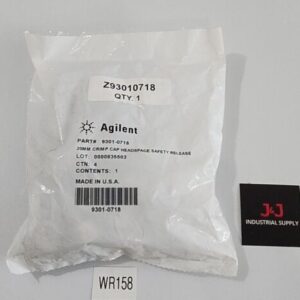 Z93010718
QTY. 1
Agilent
PART#: 9301-0718
20MM CRIMP CAP HEADSPACE SAFETY RELEASE
LOT: 0000635503
CTN: 4
CONTENTS: 1
MADE IN U.S.A.
9301-0718
J&J
INDUSTRIAL SUPPLY
WR158